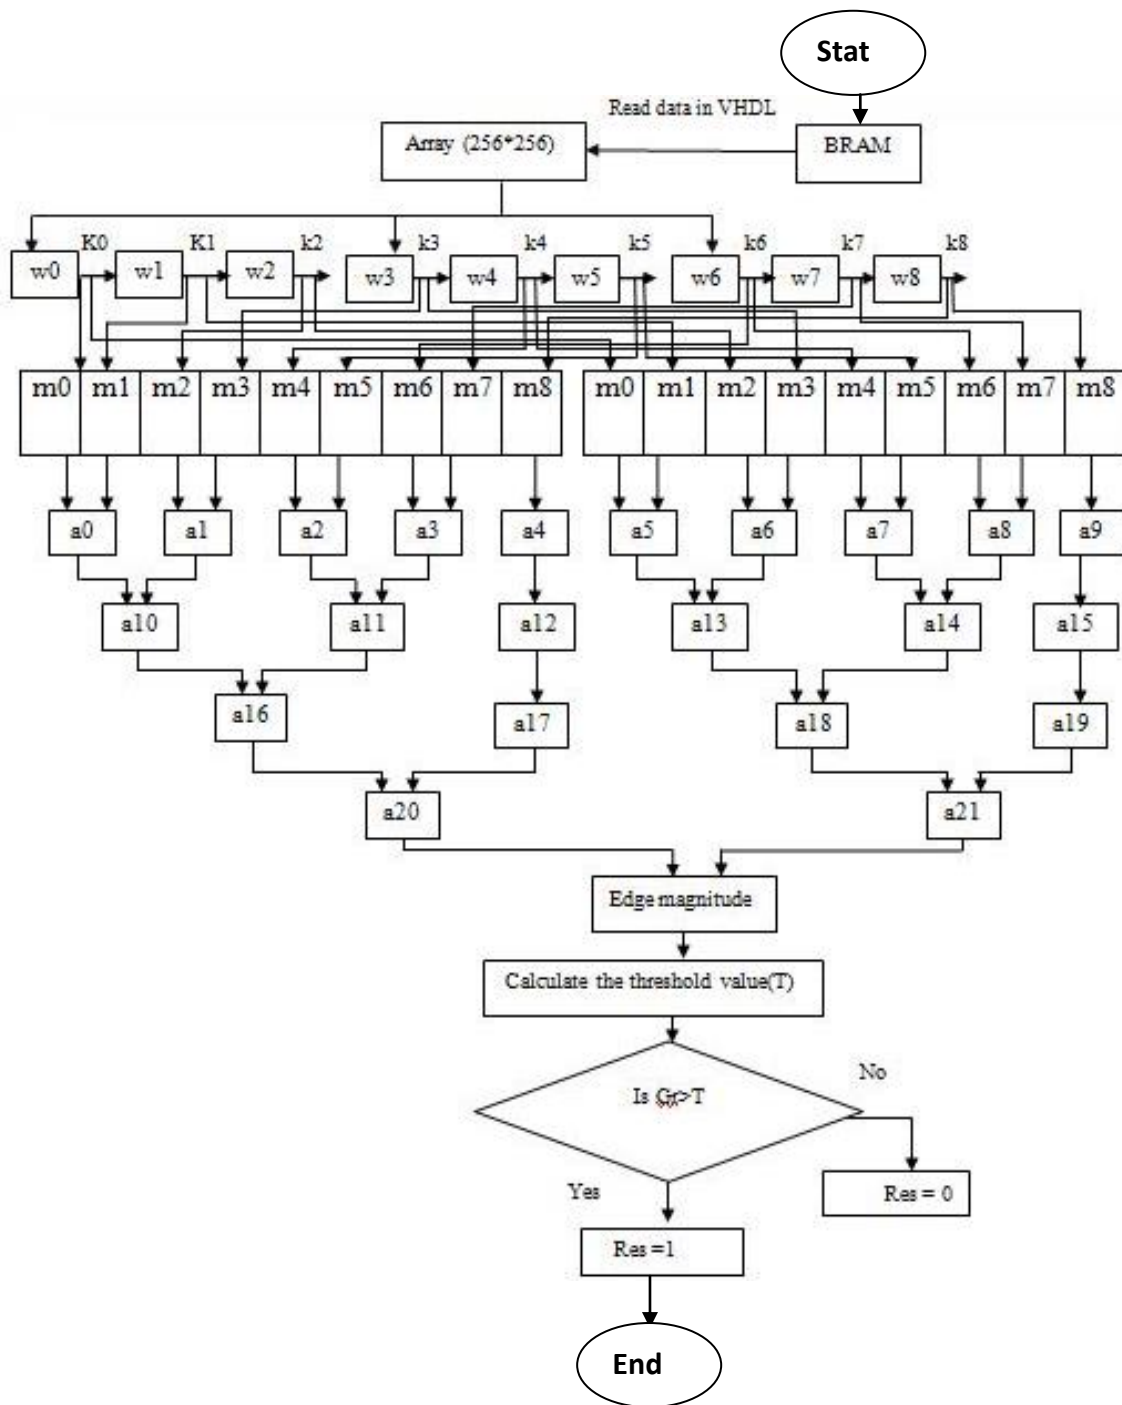 Stat
Read data in VHDL
Array (256*256)
BRAM
K0 K1 k2 k3 k4 k5 k6 k7 k8
w0 w1 w2 w3 w4 w5 w6 w7 w8
m0 m1 m2 m3 m4 m5 m6 m7 m8 m0 m1 m2 m3 m4 m5 m6 m7 m8
a0 a1 a2 a3 a4 a5 a6 a7 a8 a9
a10 a11 a12 a13 a14 a15
a16 a17 a18 a19
a20 a21
Edge magnitude
Calculate the threshold value(T)
No
Is Gr>T
Yes
Res = 0
Res =1
End